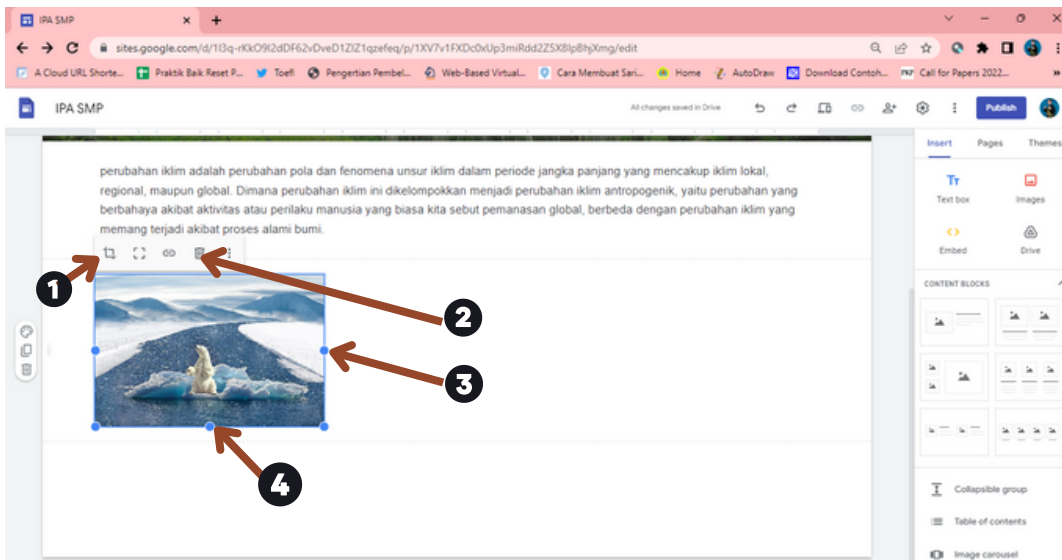 IPA SMP
sites.google.com/d/1I3q-rKkO9I2dDF62vDveD1ZlZ1qzefeq/p/1XV7v1FXDc0xUp3miRdd2Z5X8IpBhjXmg/edit
A Cloud URL Shorte... Praktik Baik Reset P... Toefl Pengertian Pembel... Web-Based Virtual... Cara Membuat Sari... Home AutoDraw Download Contoh... Call for Papers 2022...
IPA SMP All changes saved in Drive Publish
Insert Pages Themes
perubahan iklim adalah perubahan pola dan fenomena unsur iklim dalam periode jangka panjang yang mencakup iklim lokal,
regional, maupun global. Dimana perubahan iklim ini dikelompokkan menjadi perubahan iklim antropogenik, yaitu perubahan yang
berbahaya akibat aktivitas atau perilaku manusia yang biasa kita sebut pemanasan global, berbeda dengan perubahan iklim yang
memang terjadi akibat proses alami bumi.
1
2
3
4
Text box Images
Embed Drive
CONTENT BLOCKS
Collapsible group
Table of contents
Image carousel